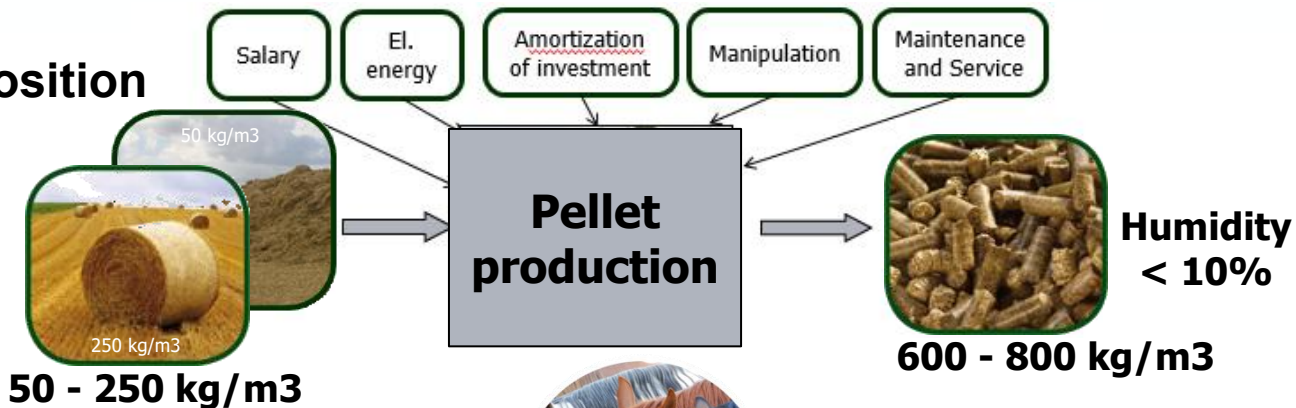 Salary
El.
energy
Amortization
of investment
Manipulation
Maintenance
and Service
osition
50 kg/m3
250 kg/m3
50 - 250 kg/m3
Pellet
production
Humidity
< 10%
600 - 800 kg/m3